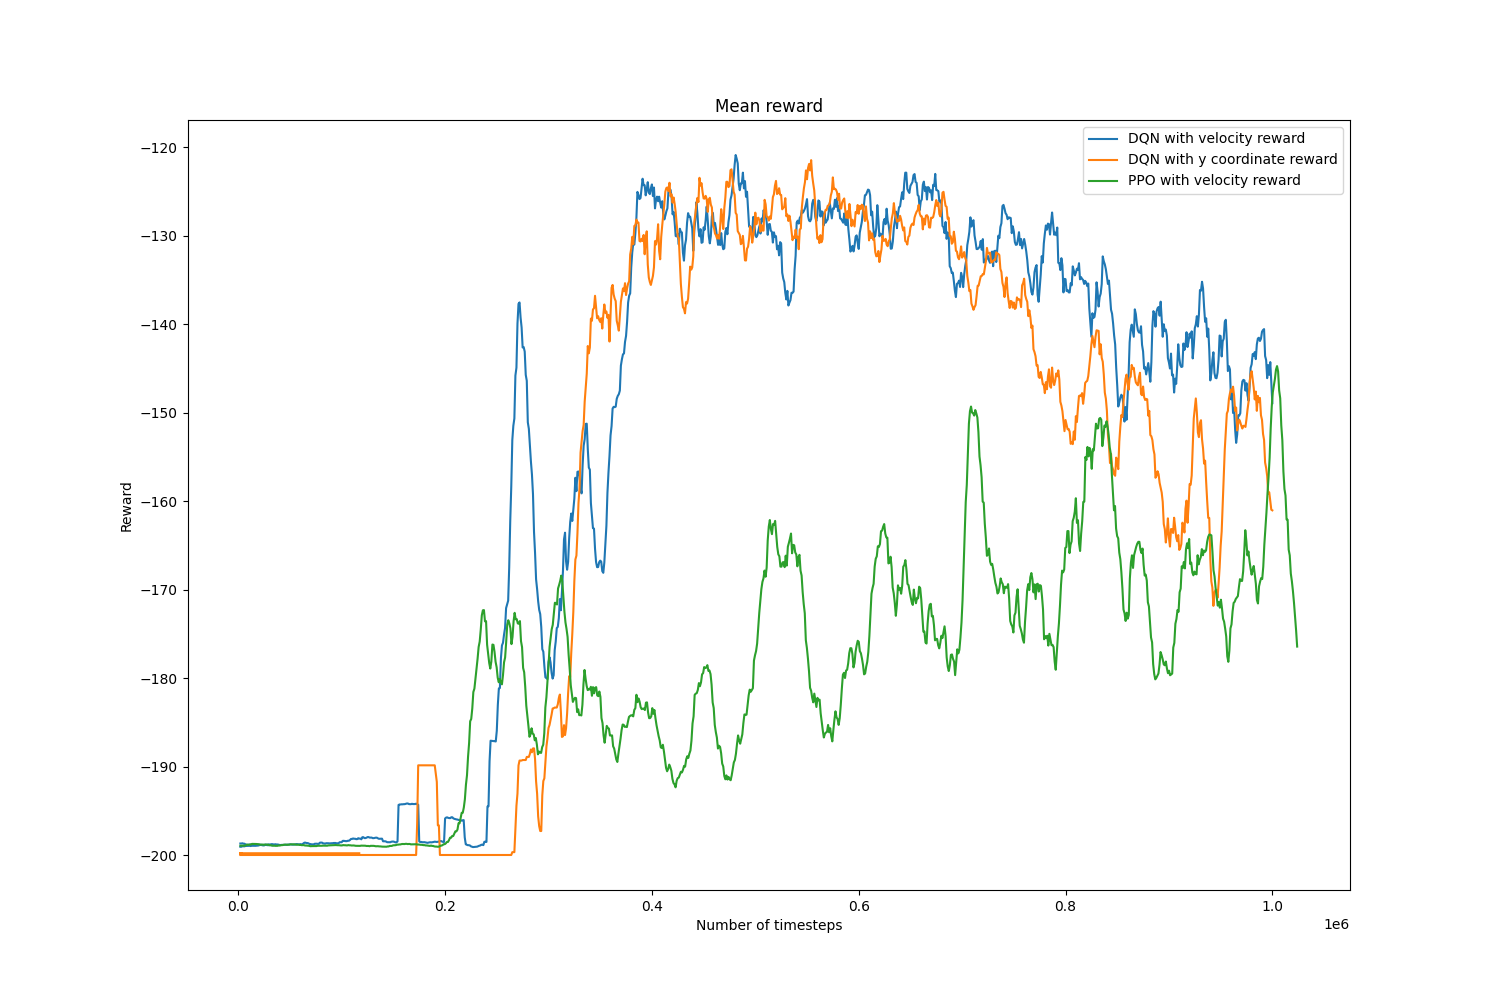 Mean reward
DQN with velocity reward
DQN with y coordinate reward
PPO with velocity reward
Reward
−120
−130
−140
−150
−160
−170
−180
−190
−200
0.0 0.2 0.4 0.6 0.8 1.0
1e6
Number of timesteps